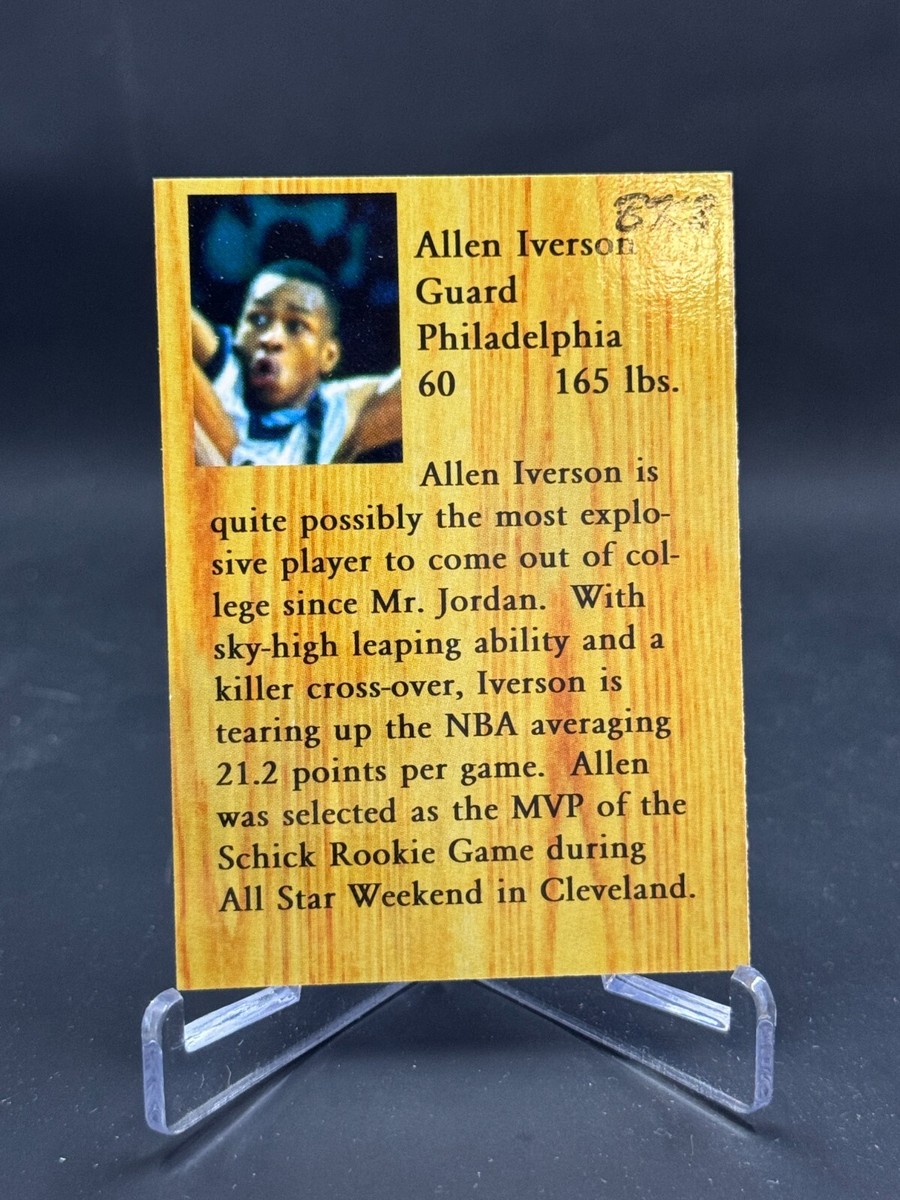 Allen Iverson
Guard
Philadelphia
60 165 lbs.
Allen Iverson is
quite possibly the most explo-
sive player to come out of col-
lege since Mr. Jordan. With
sky-high leaping ability and a
killer cross-over, Iverson is
tearing up the NBA averaging
21.2 points per game. Allen
was selected as the MVP of the
Schick Rookie Game during
All Star Weekend in Cleveland.